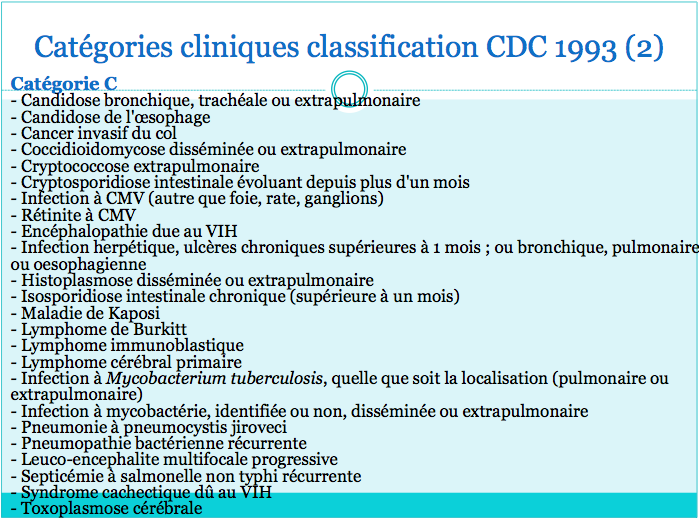 Catégories cliniques classification CDC 1993 (2)
Catégorie C
- Candidose bronchique, trachéale ou extrapulmonaire
- Candidose de l'œsophage
- Cancer invasif du col
- Coccidioidomycose disséminée ou extrapulmonaire
- Cryptococcose extrapulmonaire
- Cryptosporidiose intestinale évoluant depuis plus d'un mois
- Infection à CMV (autre que foie, rate, ganglions)
- Rétinite à CMV
- Encéphalopathie due au VIH
- Infection herpétique, ulcères chroniques supérieures à 1 mois ; ou bronchique, pulmonaire
ou oesophagienne
- Histoplasmose disséminée ou extrapulmonaire
- Isosporidiose intestinale chronique (supérieure à un mois)
- Maladie de Kaposi
- Lymphome de Burkitt
- Lymphome immunoblastique
- Lymphome cérébral primaire
- Infection à Mycobacterium tuberculosis, quelle que soit la localisation (pulmonaire ou
extrapulmonaire)
- Infection à mycobactérie, identifiée ou non, disséminée ou extrapulmonaire
- Pneumonie à pneumocystis jiroveci
- Pneumopathie bactérienne récurrente
- Leuco-encephalite multifocale progressive
- Septicémie à salmonelle non typhi récurrente
- Syndrome cachectique dû au VIH
- Toxoplasmose cérébrale